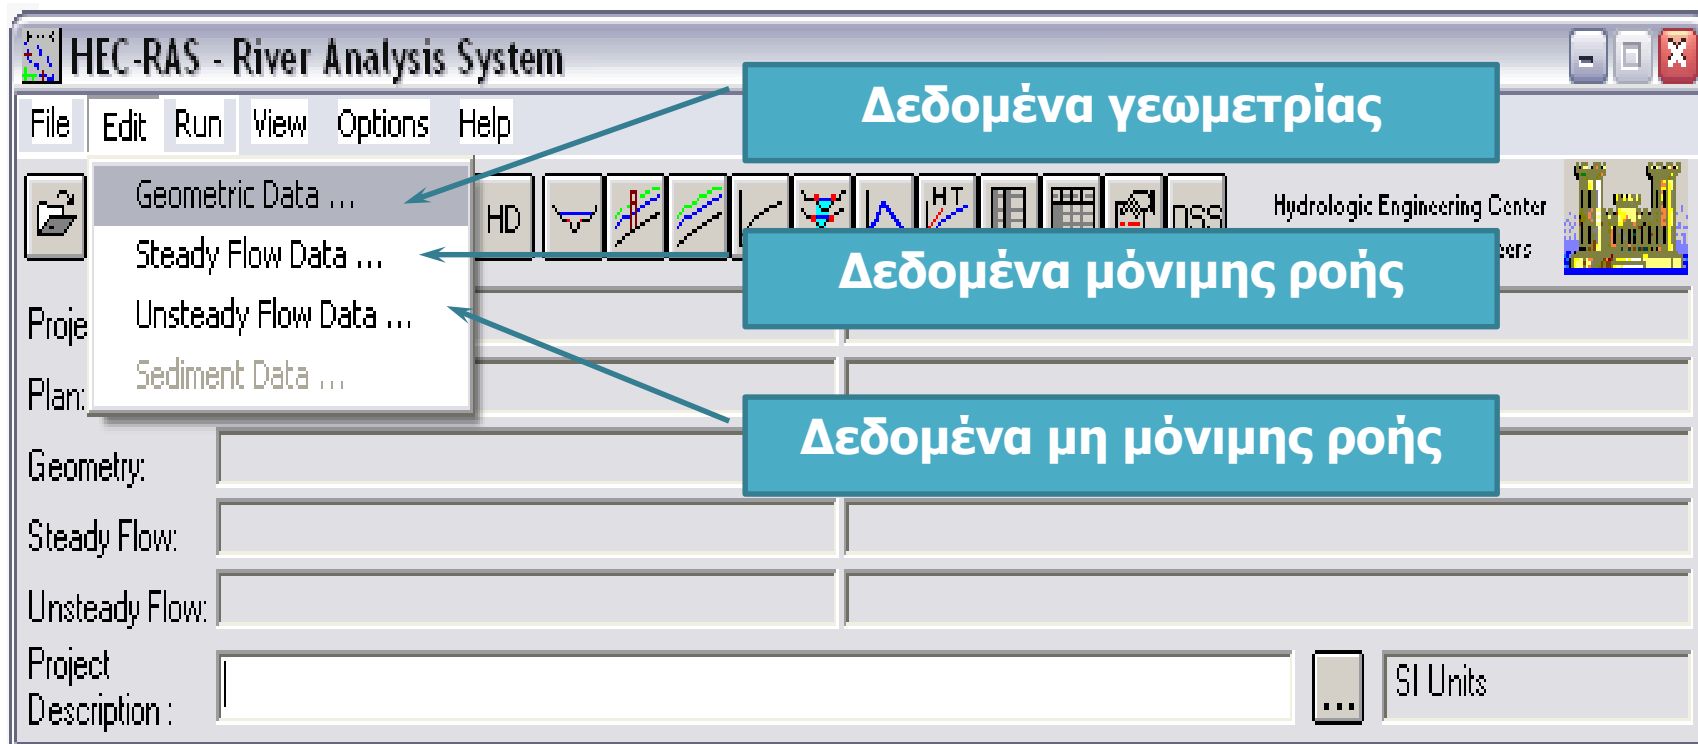 HEC-RAS - River Analysis System
File Edit Run View Options Help
Δεδομένα γεωμετρίας
Geometric Data ...
HD HT DSS
Hydrologic Engineering Center
Steady Flow Data ...
Δεδομένα μόνιμης ροής
Unsteady Flow Data ...
Sediment Data ...
Plan:
Δεδομένα μη μόνιμης ροής
Geometry:
Steady Flow:
Unsteady Flow:
Project
Description :
...
SI Units